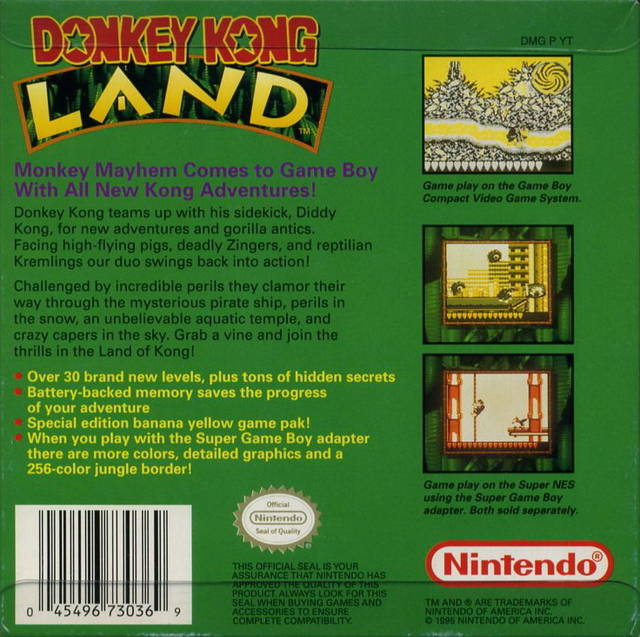 DONKEY KONG
LAND™
DMG P YT
Monkey Mayhem Comes to Game Boy
With All New Kong Adventures!
Donkey Kong teams up with his sidekick, Diddy
Kong, for new adventures and gorilla antics.
Facing high-flying pigs, deadly Zingers, and reptilian
Kremlings our duo swings back into action!
Challenged by incredible perils they clamor their
way through the mysterious pirate ship, perils in
the snow, an unbelievable aquatic temple, and
crazy capers in the sky. Grab a vine and join the
thrills in the Land of Kong!
• Over 30 brand new levels, plus tons of hidden secrets
• Battery-backed memory saves the progress
of your adventure
• Special edition banana yellow game pak!
• When you play with the Super Game Boy adapter
there are more colors, detailed graphics and a
256-color jungle border!
Game play on the Game Boy
Compact Video Game System.
Game play on the Super NES
using the Super Game Boy
adapter. Both sold separately.
0 45496 73036 9
Official
Nintendo
Seal of Quality
THIS OFFICIAL SEAL IS YOUR
ASSURANCE THAT NINTENDO HAS
APPROVED THE QUALITY OF THIS
PRODUCT. ALWAYS LOOK FOR THIS
SEAL WHEN BUYING GAMES AND
ACCESSORIES TO ENSURE
COMPLETE COMPATIBILITY.
Nintendo®
TM AND ® ARE TRADEMARKS OF
NINTENDO OF AMERICA INC.
© 1995 NINTENDO OF AMERICA INC.